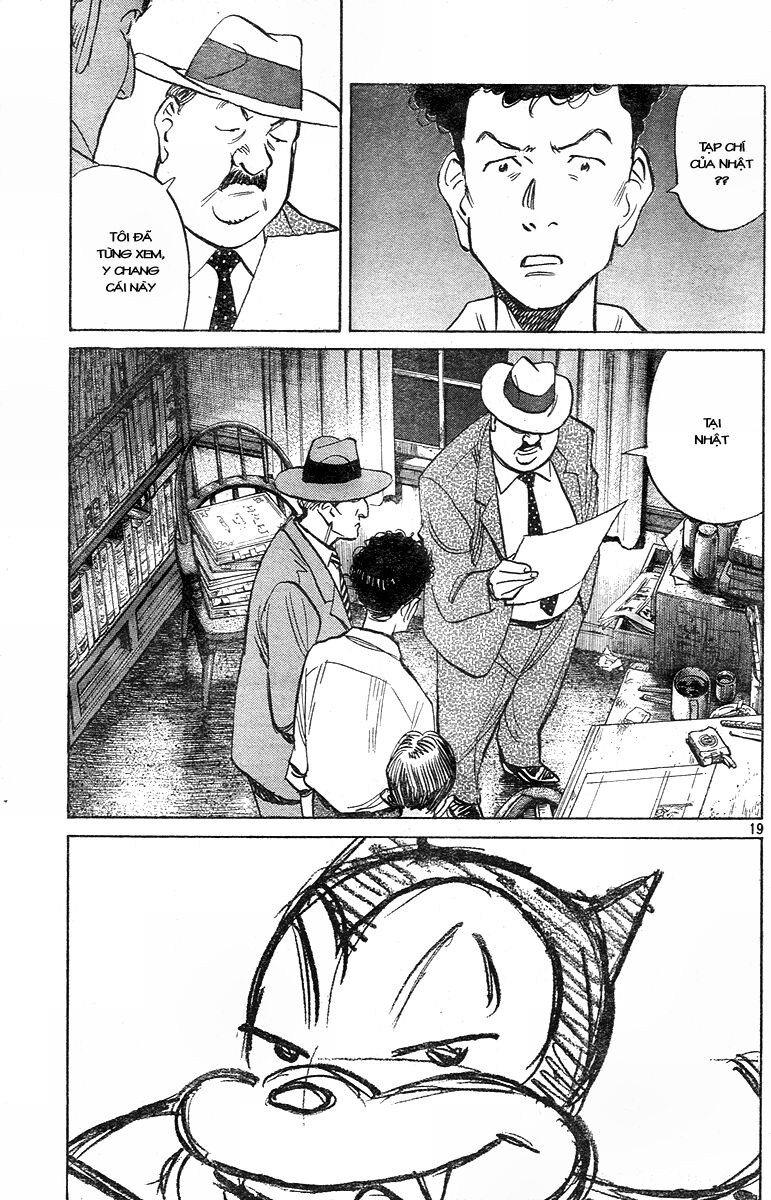 TẠP CHÍ
CỦA NHẬT
??
TÔI ĐÃ
TỪNG XEM,
Y CHANG
CÁI NÀY
TẠI
NHẬT
19